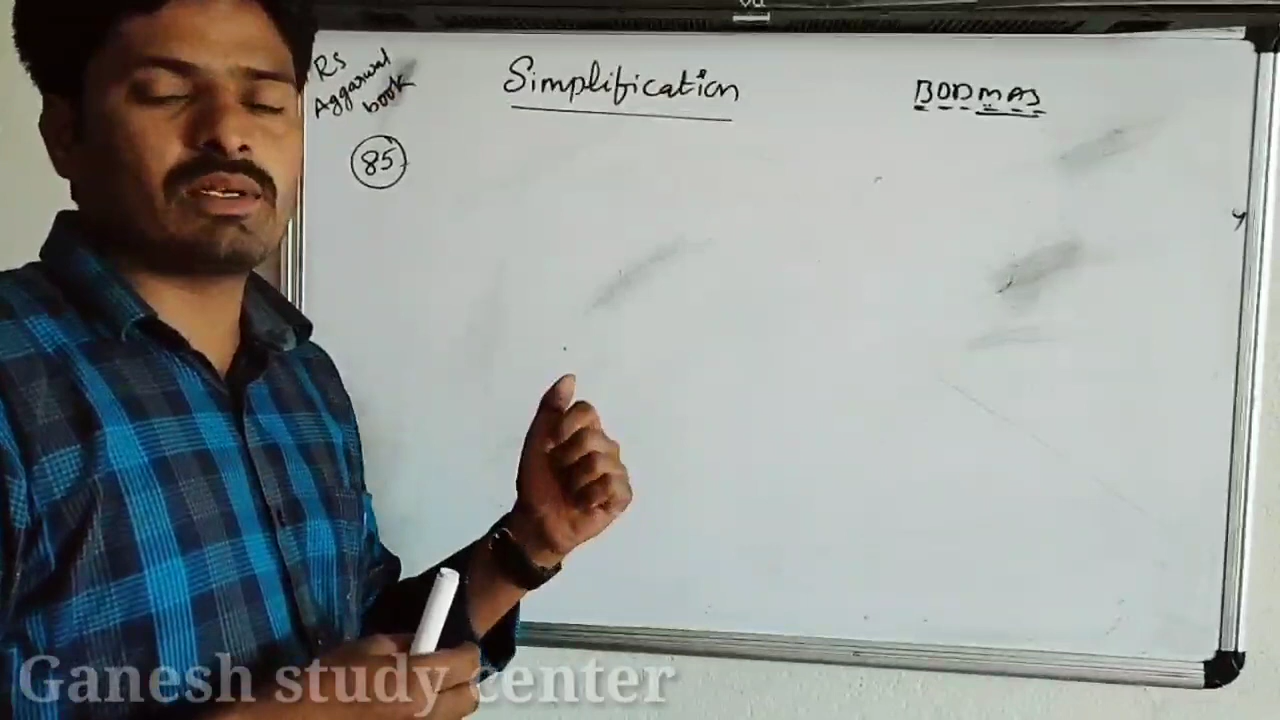 RS
Aggarwal
book
Simplification
BODMAS
85
Ganesh study center